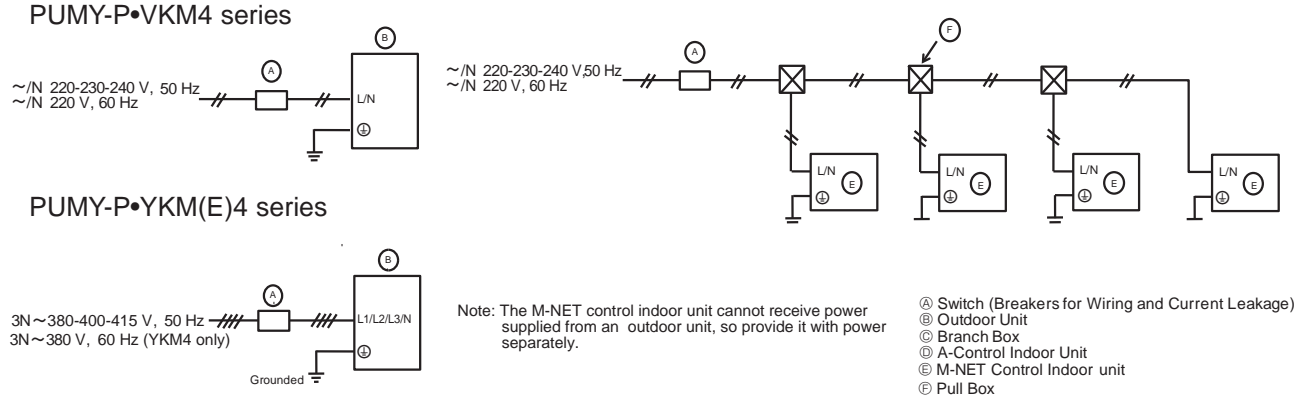 PUMY-P•VKM4 series
Ⓑ
Ⓐ
~/N 220-230-240 V, 50 Hz
~/N 220 V, 60 Hz
L/N
Ⓕ
Ⓐ
~/N 220-230-240 V,50 Hz
~/N 220 V, 60 Hz
L/N
Ⓔ
L/N
Ⓔ
L/N
Ⓔ
L/N
Ⓔ
PUMY-P•YKM(E)4 series
Ⓑ
Ⓐ
3N~380-400-415 V, 50 Hz
3N~380 V, 60 Hz (YKM4 only)
L1/L2/L3/N
Grounded
Note: The M-NET control indoor unit cannot receive power
supplied from an outdoor unit, so provide it with power
separately.
Ⓐ Switch (Breakers for Wiring and Current Leakage)
Ⓑ Outdoor Unit
Ⓒ Branch Box
Ⓓ A-Control Indoor Unit
Ⓔ M-NET Control Indoor unit
Ⓕ Pull Box